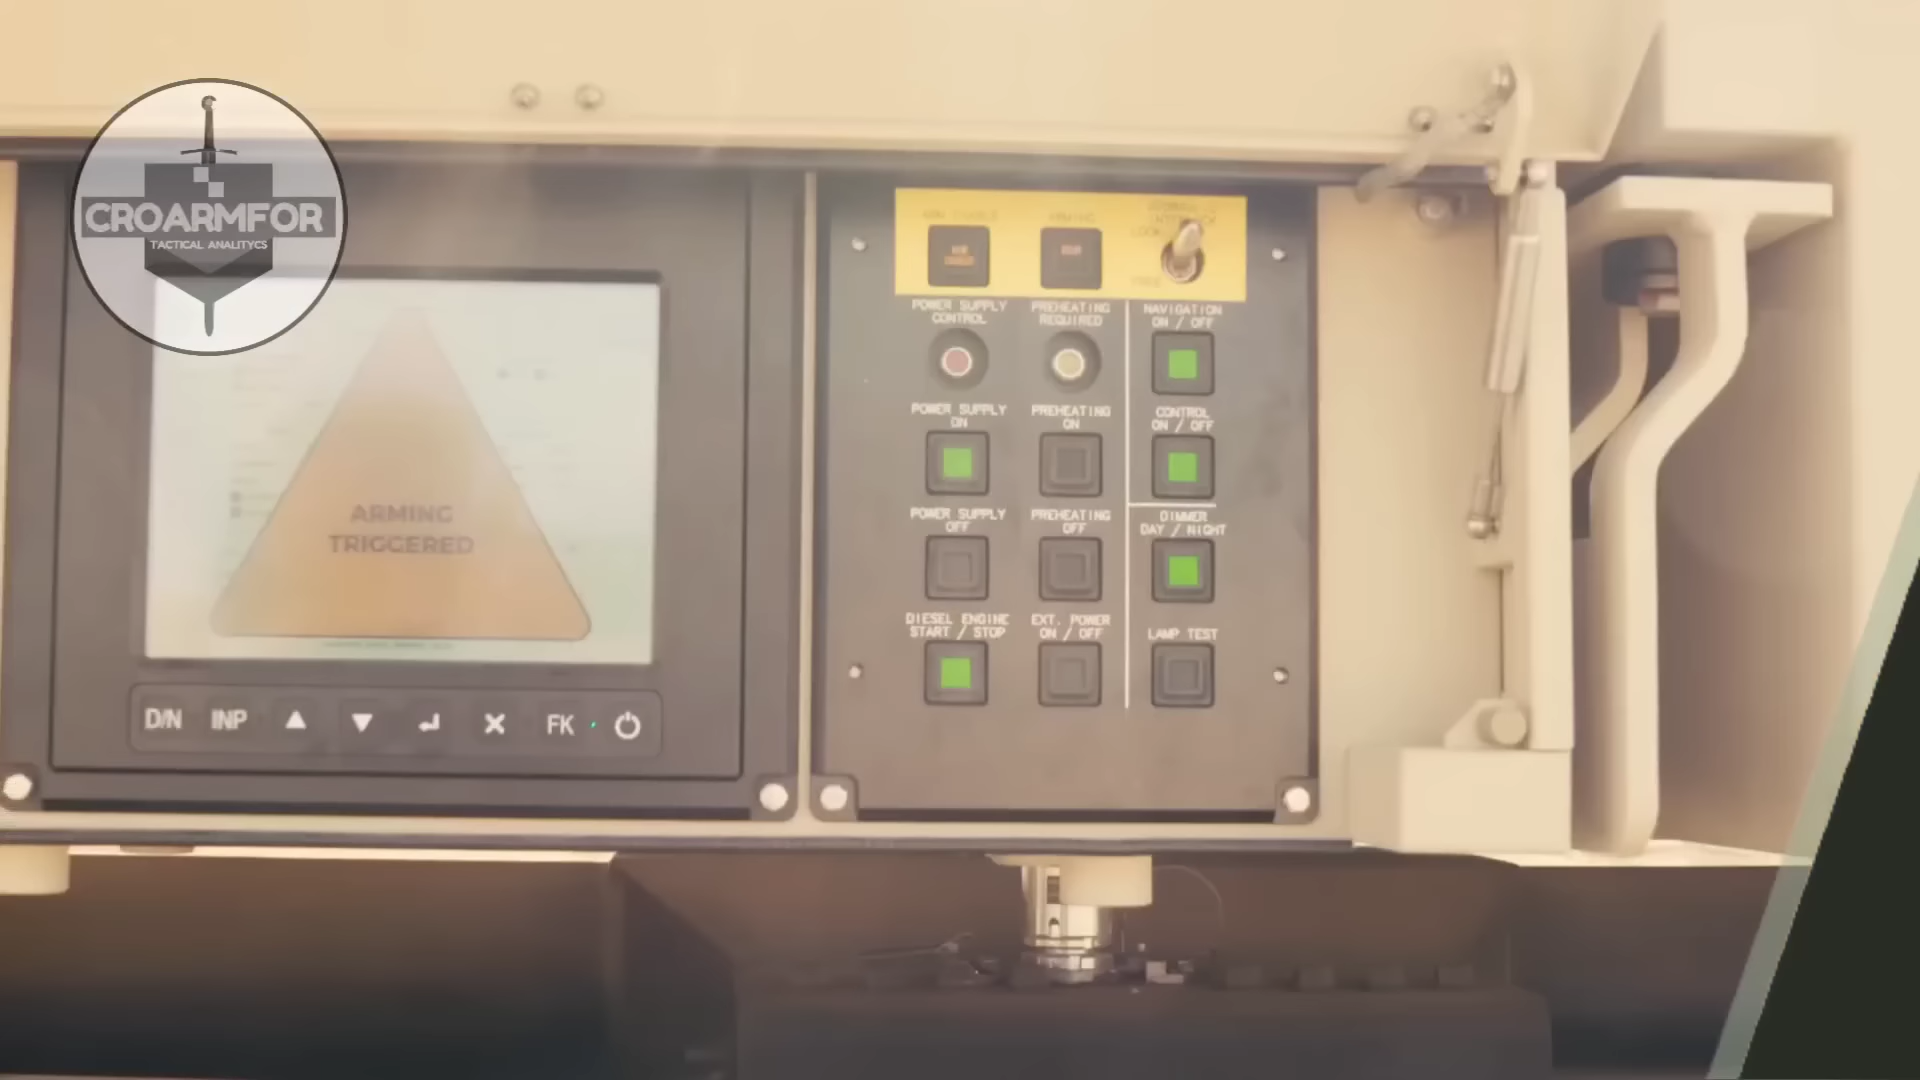 CROARMFOR
TACTICAL ANALITYCS
ARMING
TRIGGERED
D/N INP FK
ARMING
POWER SUPPLY
CONTROL
PREHEATING
REQUIRED
NAVIGATION
ON / OFF
POWER SUPPLY
ON
PREHEATING
ON
CONTROL
ON / OFF
POWER SUPPLY
OFF
PREHEATING
OFF
DIMMER
DAY / NIGHT
DIESEL ENGINE
START / STOP
EXT. POWER
ON / OFF
LAMP TEST